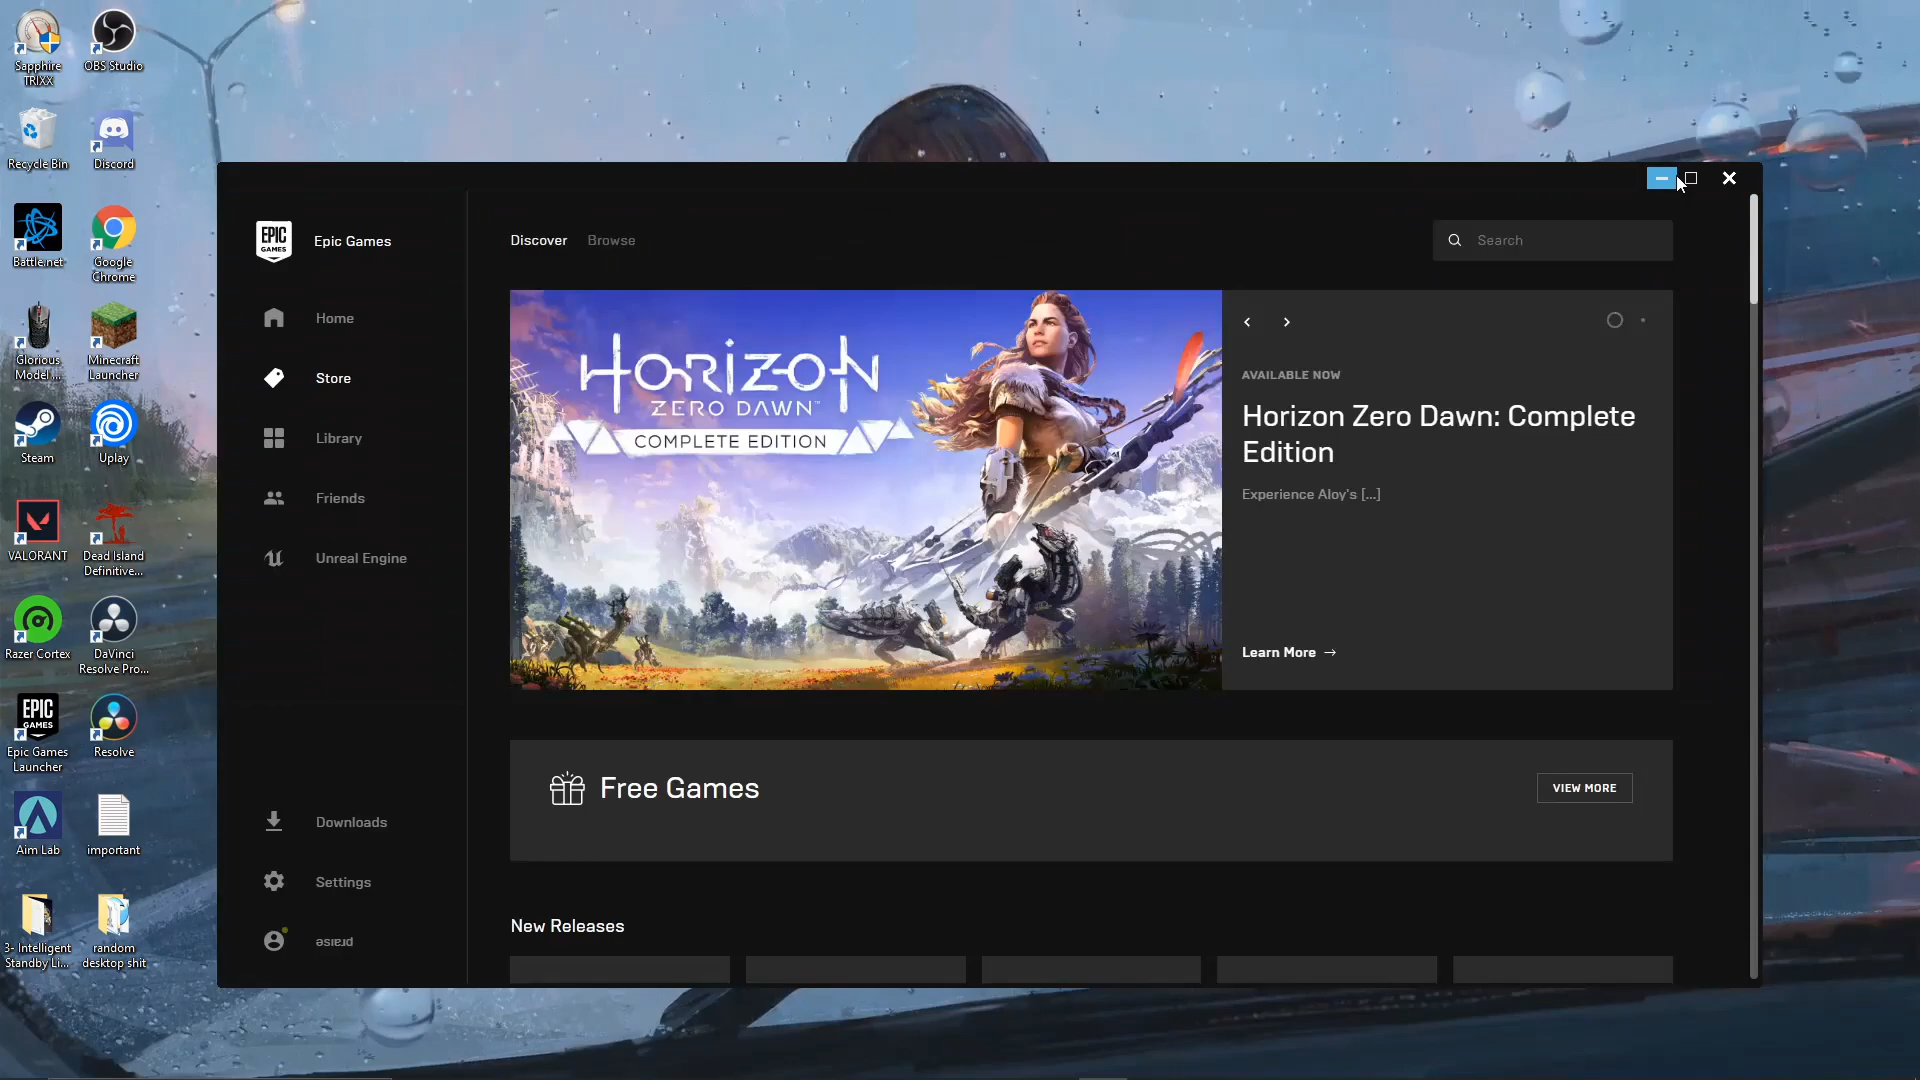 Sapphire
TRIXX
OBS Studio
Recycle Bin
Discord
Battle.net
Google
Chrome
Glorious
Model ...
Minecraft
Launcher
Steam
Uplay
VALORANT
Dead Island
Definitive...
Razer Cortex
DaVinci
Resolve Pro...
EPIC
GAMES
Epic Games
Launcher
Resolve
Aim Lab
important
3- Intelligent
Standby Li...
random
desktop shit
EPIC
GAMES
Epic Games
Home
Store
Library
Friends
Unreal Engine
Downloads
Settings
Discover
Browse
Search
HORIZON
ZERO DAWN™
COMPLETE EDITION
AVAILABLE NOW
Horizon Zero Dawn: Complete
Edition
Experience Aloy's [...]
Learn More →
Free Games
VIEW MORE
New Releases